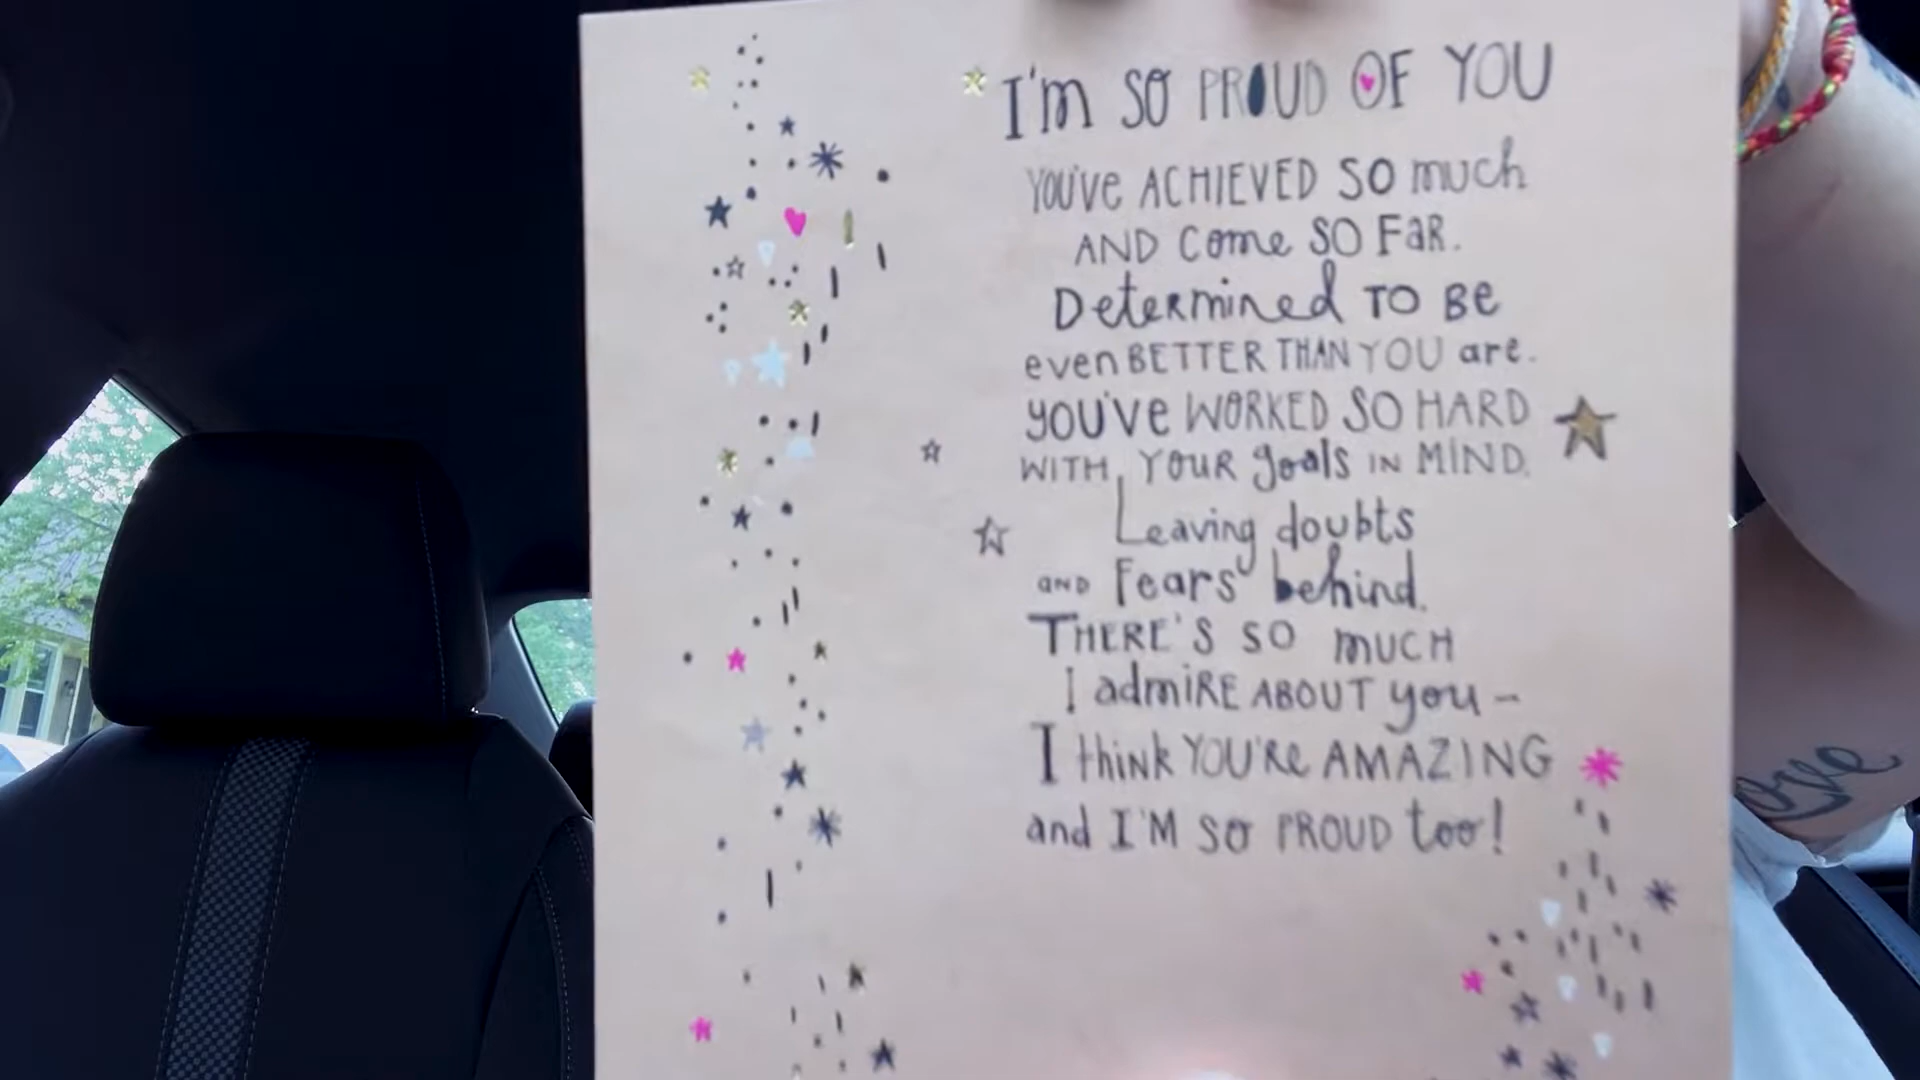 I'm SO PROUD OF YOU
YOU'VE ACHIEVED SO much
AND Come SO FaR.
Determined TO Be
even BETTER THAN YOU are.
YOU'Ve WORKED SO HARD
WITH YOUR goals IN MIND.
Leaving doubts
AND fears behind.
THERE'S SO mUCH
I admiRE ABOUT you –
I think YOU'Re AMAZING
and I'M SO PROUD too!
love